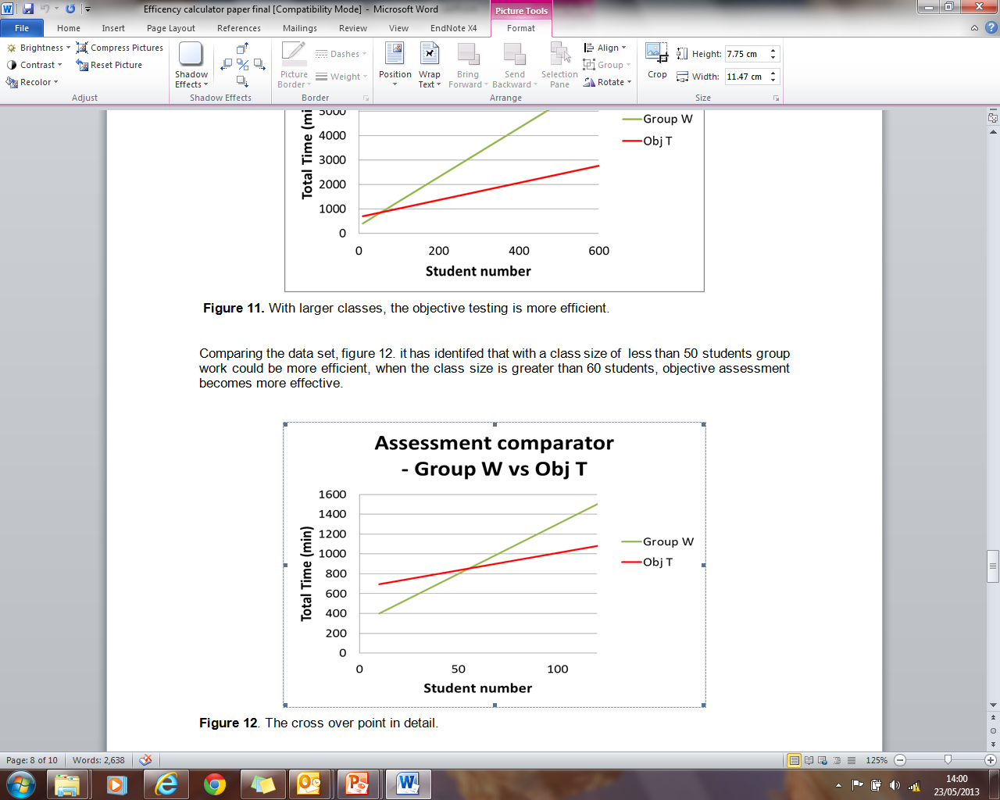 Efficency calculator paper final [Compatibility Mode] - Microsoft Word
Picture Tools
File Home Insert Page Layout References Mailings Review View EndNote X4 Format
Brightness Compress Pictures
Contrast Reset Picture
Recolor
Adjust
Shadow Effects
Shadow Effects
Picture Border
Dashes
Weight
Border
Position
Wrap Text
Bring Forward
Send Backward
Selection Pane
Align
Group
Rotate
Arrange
Crop
Height: 7.75 cm
Width: 11.47 cm
Size
Total Time (min
5000
4000
3000
2000
1000
0
0 200 400 600
Student number
Group W
Obj T
Figure 11. With larger classes, the objective testing is more efficient.
Comparing the data set, figure 12. it has identifed that with a class size of less than 50 students group
work could be more efficient, when the class size is greater than 60 students, objective assessment
becomes more effective.
Assessment comparator
- Group W vs Obj T
Total Time (min)
1600
1400
1200
1000
800
600
400
200
0
0 50 100
Student number
Group W
Obj T
Figure 12. The cross over point in detail.
Page: 8 of 10 Words: 2,638 125%
14:00
23/05/2013